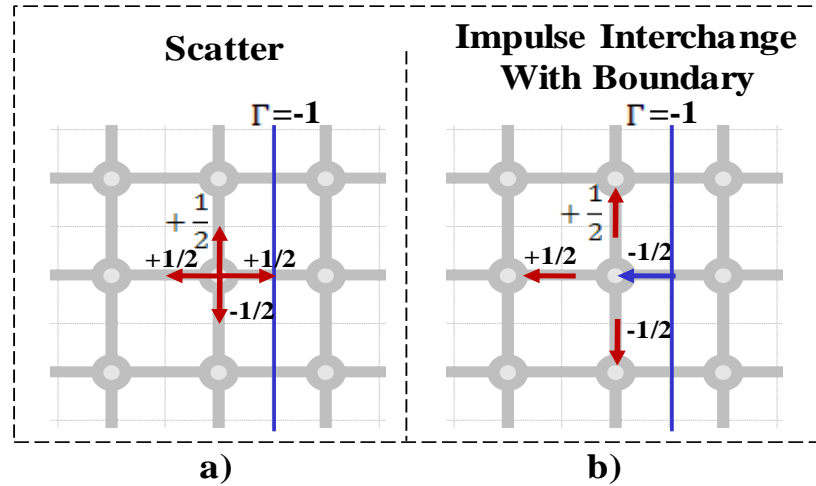 Scatter
Γ=-1
+ 1/2
+1/2
+1/2
-1/2
a)
Impulse Interchange
With Boundary
Γ=-1
+ 1/2
+1/2
-1/2
-1/2
b)